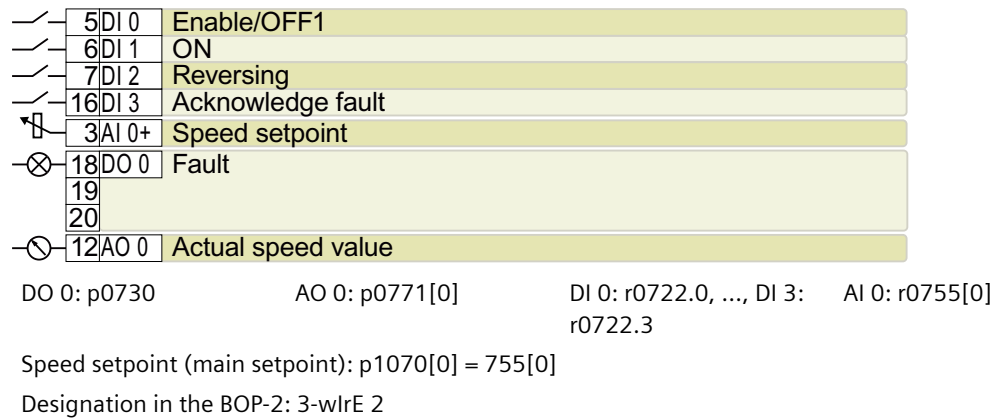 5 DI 0 Enable/OFF1
6 DI 1 ON
7 DI 2 Reversing
16 DI 3 Acknowledge fault
3 AI 0+ Speed setpoint
18 DO 0 Fault
19
20
12 AO 0 Actual speed value
DO 0: p0730 AO 0: p0771[0] DI 0: r0722.0, ..., DI 3: AI 0: r0755[0]
r0722.3
Speed setpoint (main setpoint): p1070[0] = 755[0]
Designation in the BOP-2: 3-wIrE 2